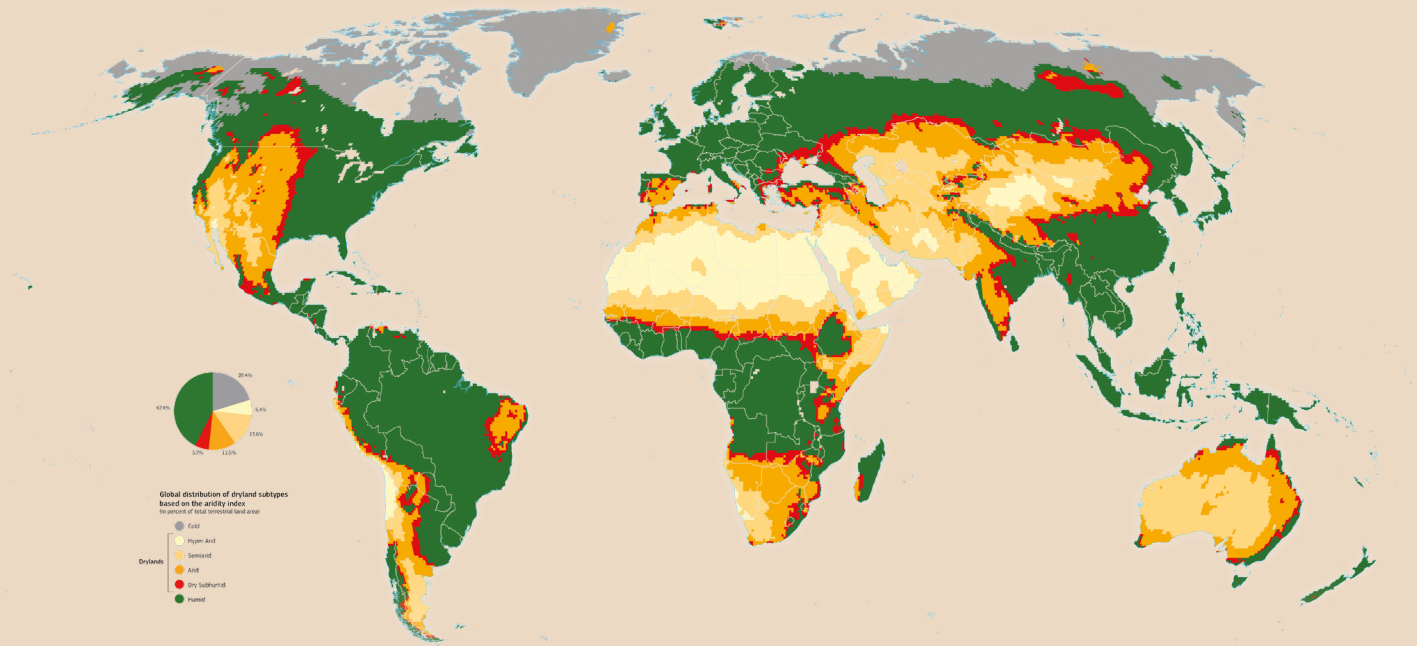 20.4%
6.4%
15.6%
11.5%
5.7%
47.4%
Global distribution of dryland subtypes
based on the aridity index
(in percent of total terrestrial land area)
Cold
Hyper Arid
Semiarid
Arid
Dry Subhumid
Humid
Drylands